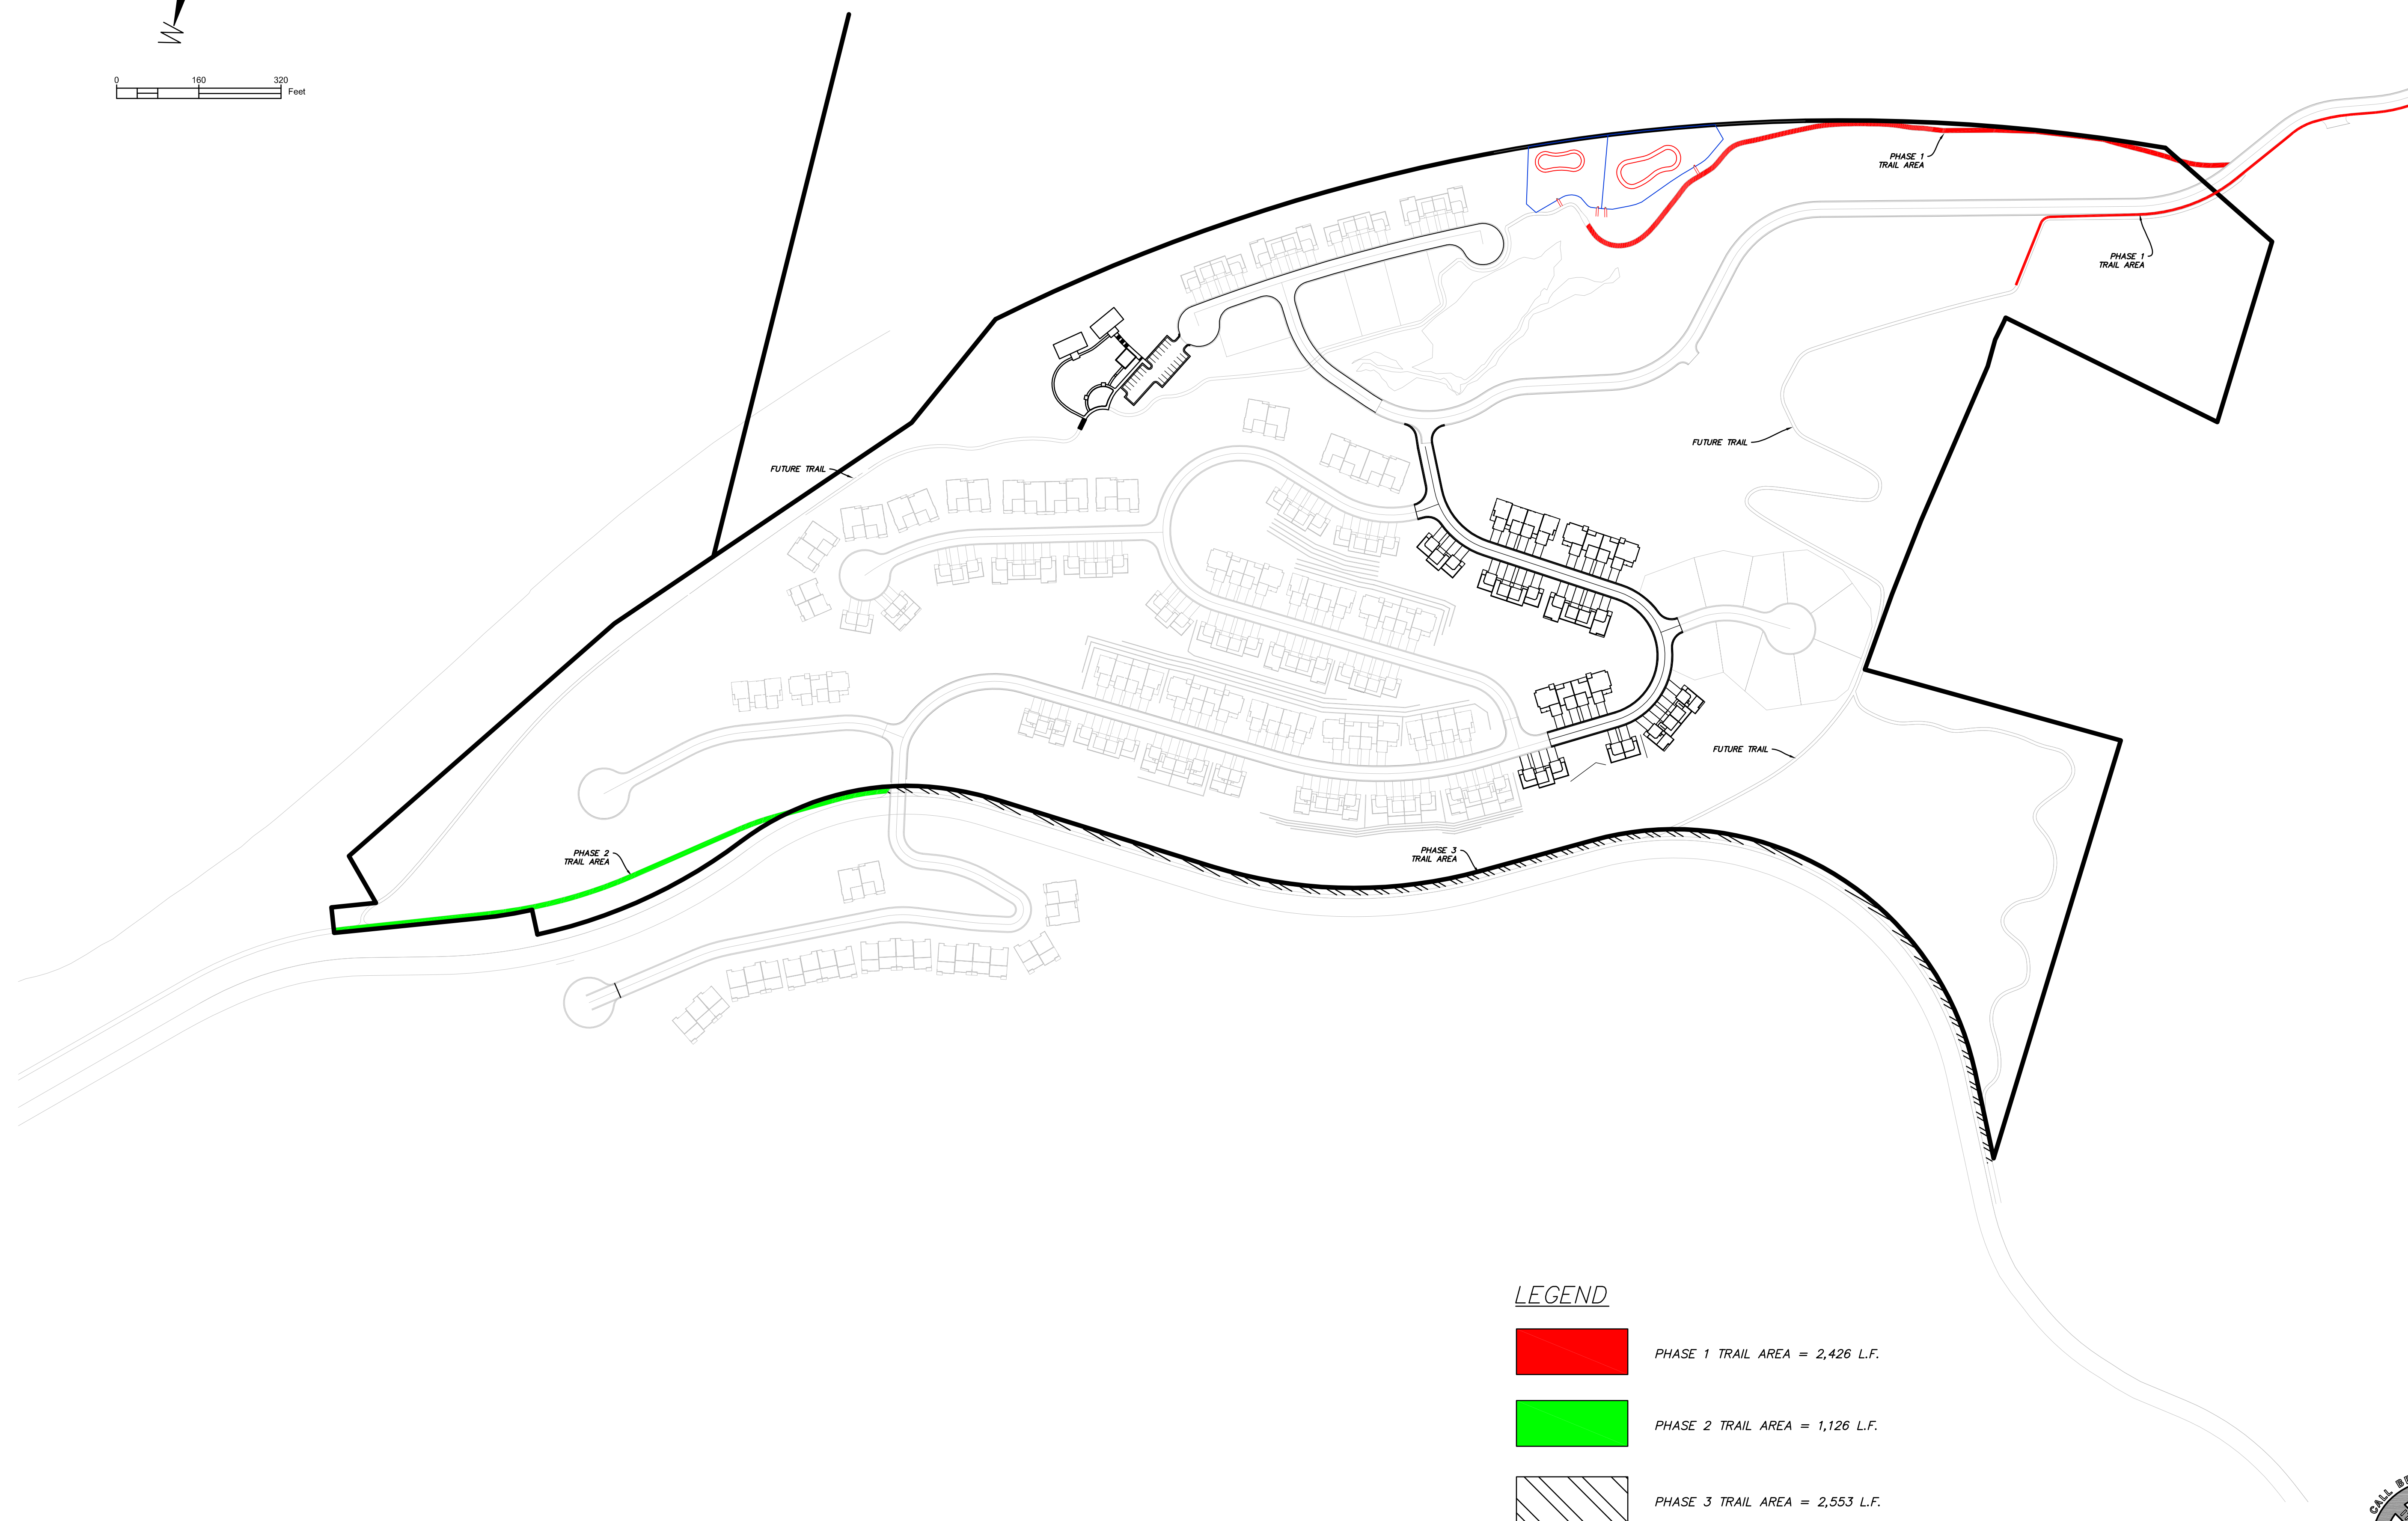 N
0 160 320
Feet
PHASE 1
TRAIL AREA
PHASE 1
TRAIL AREA
FUTURE TRAIL
FUTURE TRAIL
FUTURE TRAIL
PHASE 2
TRAIL AREA
PHASE 3
TRAIL AREA
LEGEND
PHASE 1 TRAIL AREA = 2,426 L.F.
PHASE 2 TRAIL AREA = 1,126 L.F.
PHASE 3 TRAIL AREA = 2,553 L.F.
CALL